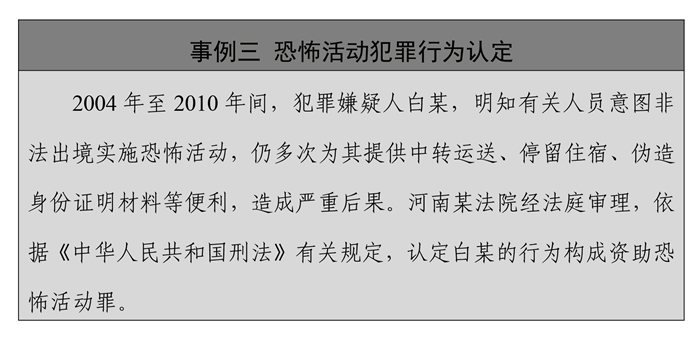 事例三 恐怖活动犯罪行为认定
2004 年至 2010 年间，犯罪嫌疑人白某，明知有关人员意图非
法出境实施恐怖活动，仍多次为其提供中转运送、停留住宿、伪造
身份证明材料等便利，造成严重后果。河南某法院经法庭审理，依
据《中华人民共和国刑法》有关规定，认定白某的行为构成资助恐
怖活动罪。